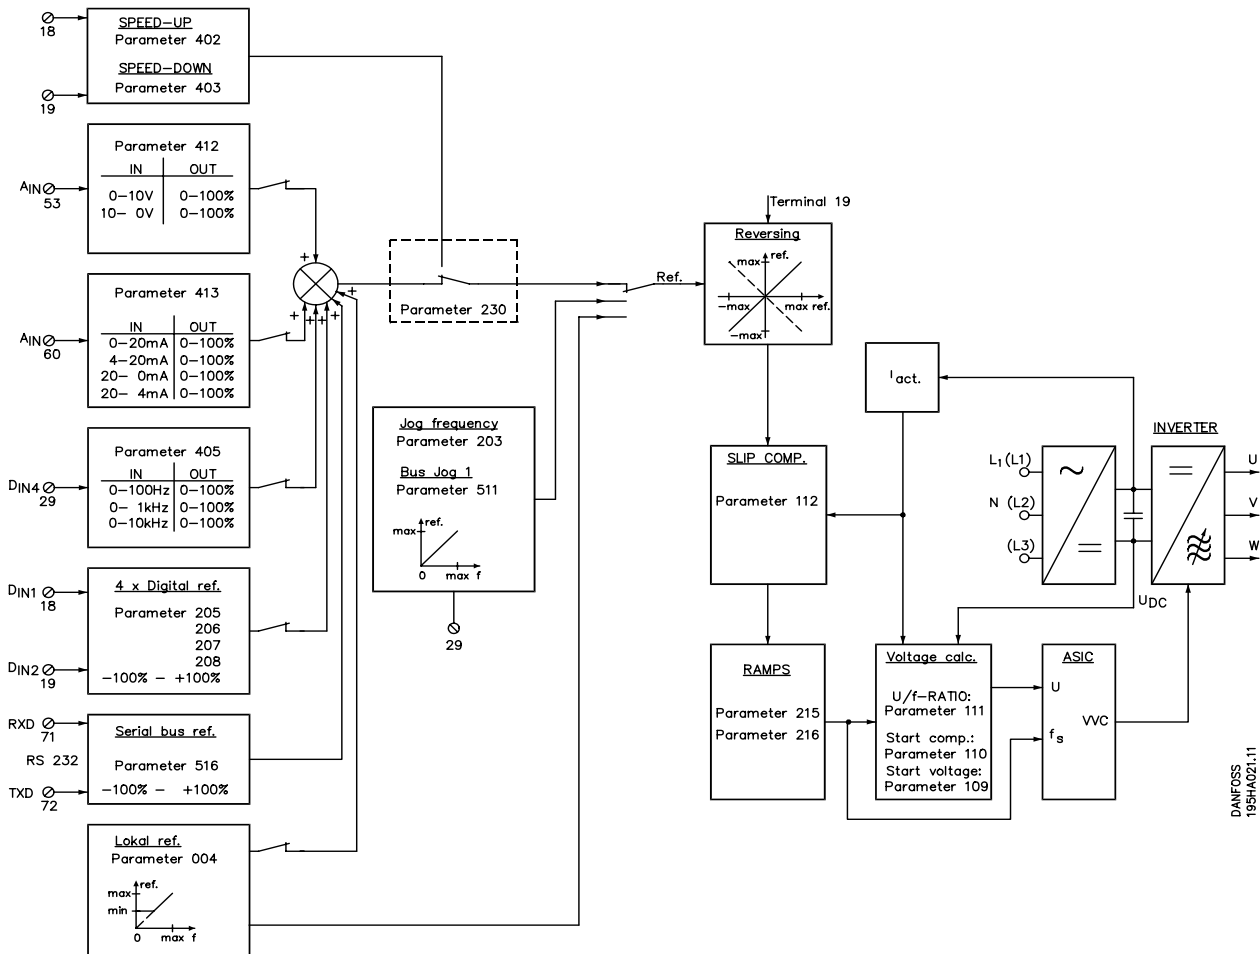 18
SPEED-UP
Parameter 402
SPEED-DOWN
Parameter 403
19
Parameter 412
IN OUT
0-10V 0-100%
10- 0V 0-100%
AIN
53
Parameter 413
IN OUT
0-20mA 0-100%
4-20mA 0-100%
20- 0mA 0-100%
20- 4mA 0-100%
AIN
60
Parameter 405
IN OUT
0-100Hz 0-100%
0- 1kHz 0-100%
0-10kHz 0-100%
DIN4
29
DIN1
18
4 x Digital ref.
Parameter 205
206
207
208
-100% - +100%
DIN2
19
RXD
71
RS 232
TXD
72
Serial bus ref.
Parameter 516
-100% - +100%
Lokal ref.
Parameter 004
ref.
max
min
0 max f
+
+ + + + +
+
Parameter 230
Jog frequency
Parameter 203
Bus Jog 1
Parameter 511
ref.
max
0 max f
29
Ref.
Terminal 19
Reversing
max ref.
-max max ref.
-max
SLIP COMP.
Parameter 112
RAMPS
Parameter 215
Parameter 216
I act.
Voltage calc.
U/f-RATIO:
Parameter 111
Start comp.:
Parameter 110
Start voltage:
Parameter 109
ASIC
U
VVC
fs
UDC
L1 (L1)
N (L2)
(L3)
INVERTER
U
V
W
DANFOSS
195HA021.11